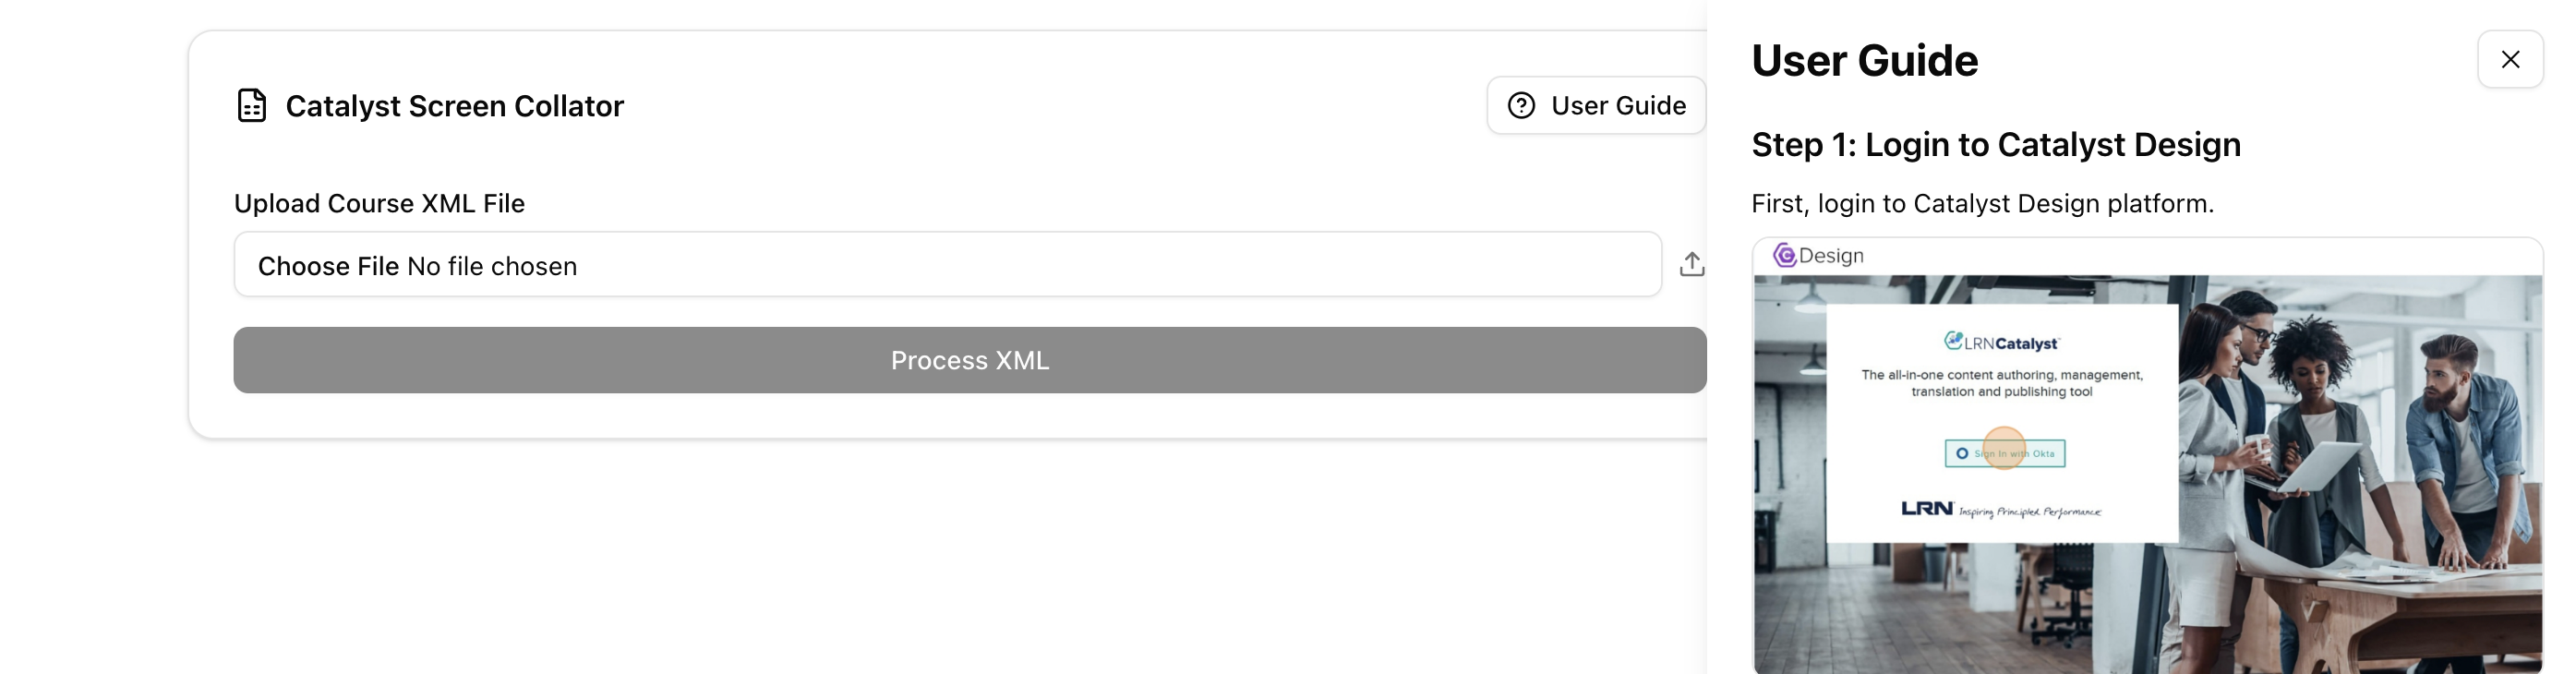 Catalyst Screen Collator
User Guide
Upload Course XML File
Choose File No file chosen
Process XML
User Guide
Step 1: Login to Catalyst Design
First, login to Catalyst Design platform.
C Design
LRNCatalyst
The all-in-one content authoring, management,
translation and publishing tool
Sign In with Okta
LRN Inspiring Principled Performance